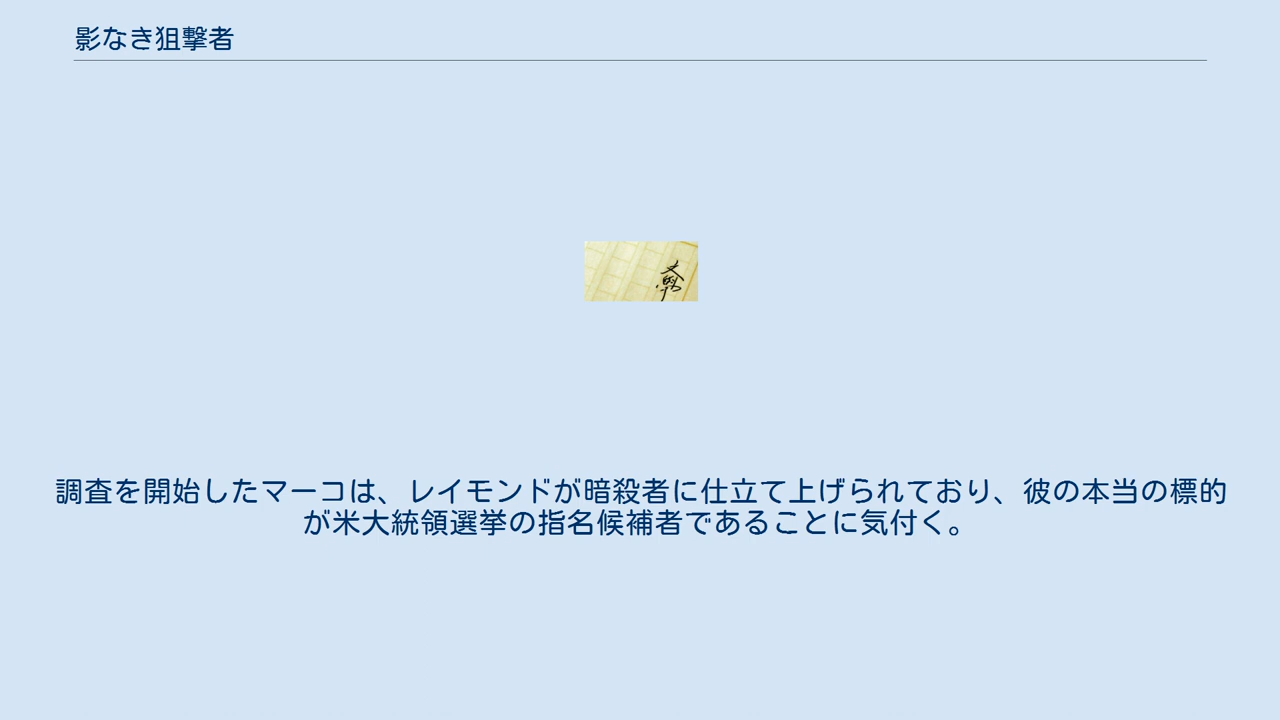 影なき狙撃者
調査を開始したマーコは、レイモンドが暗殺者に仕立て上げられており、彼の本当の標的
が米大統領選挙の指名候補者であることに気付く。